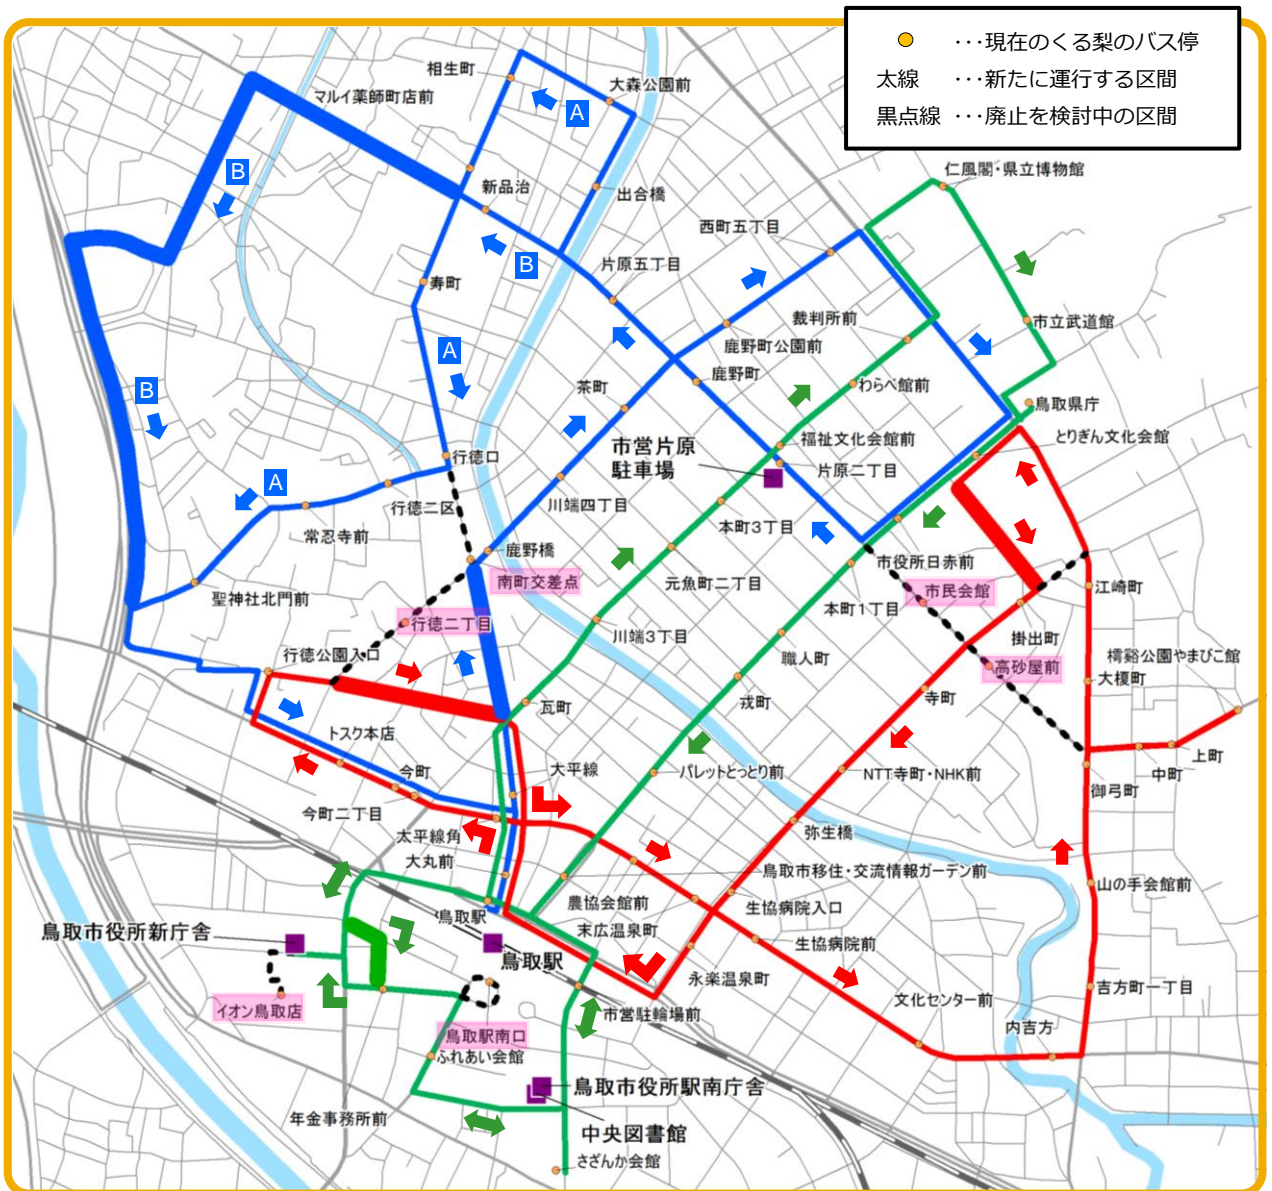 ・・・現在のくる梨のバス停
太線 ・・・新たに運行する区間
黒点線 ・・・廃止を検討中の区間
相生町
大森公園前
マルイ薬師町店前
A
B
新品治
出合橋
仁風閣・県立博物館
西町五丁目
B
片原五丁目
寿町
裁判所前
市立武道館
A
鹿野町公園前
鹿野町
B
茶町
わらべ館前
鳥取県庁
市営片原
駐車場
福祉文化会館前
とりぎん文化会館
行徳口
片原二丁目
A
行徳二区
川端四丁目
本町3丁目
常忍寺前
鹿野橋
市役所日赤前
南町交差点
元魚町二丁目
市民会館
江崎町
聖神社北門前
本町1丁目
行徳二丁目
川端3丁目
掛出町
行徳公園入口
職人町
高砂屋前
樗谿公園やまびこ館
大榎町
瓦町
戎町
寺町
トスク本店
上町
今町
大平線
パレットとっとり前
NTT寺町・NHK前
中町
御弓町
今町二丁目
太平線角
弥生橋
大丸前
鳥取市移住・交流情報ガーデン前
山の手会館前
農協会館前
生協病院入口
鳥取駅
末広温泉町
生協病院前
鳥取市役所新庁舎
鳥取駅
永楽温泉町
吉方町一丁目
イオン鳥取店
文化センター前
市営駐輪場前
内吉方
鳥取駅南口
ふれあい会館
鳥取市役所駅南庁舎
年金事務所前
中央図書館
さざんか会館